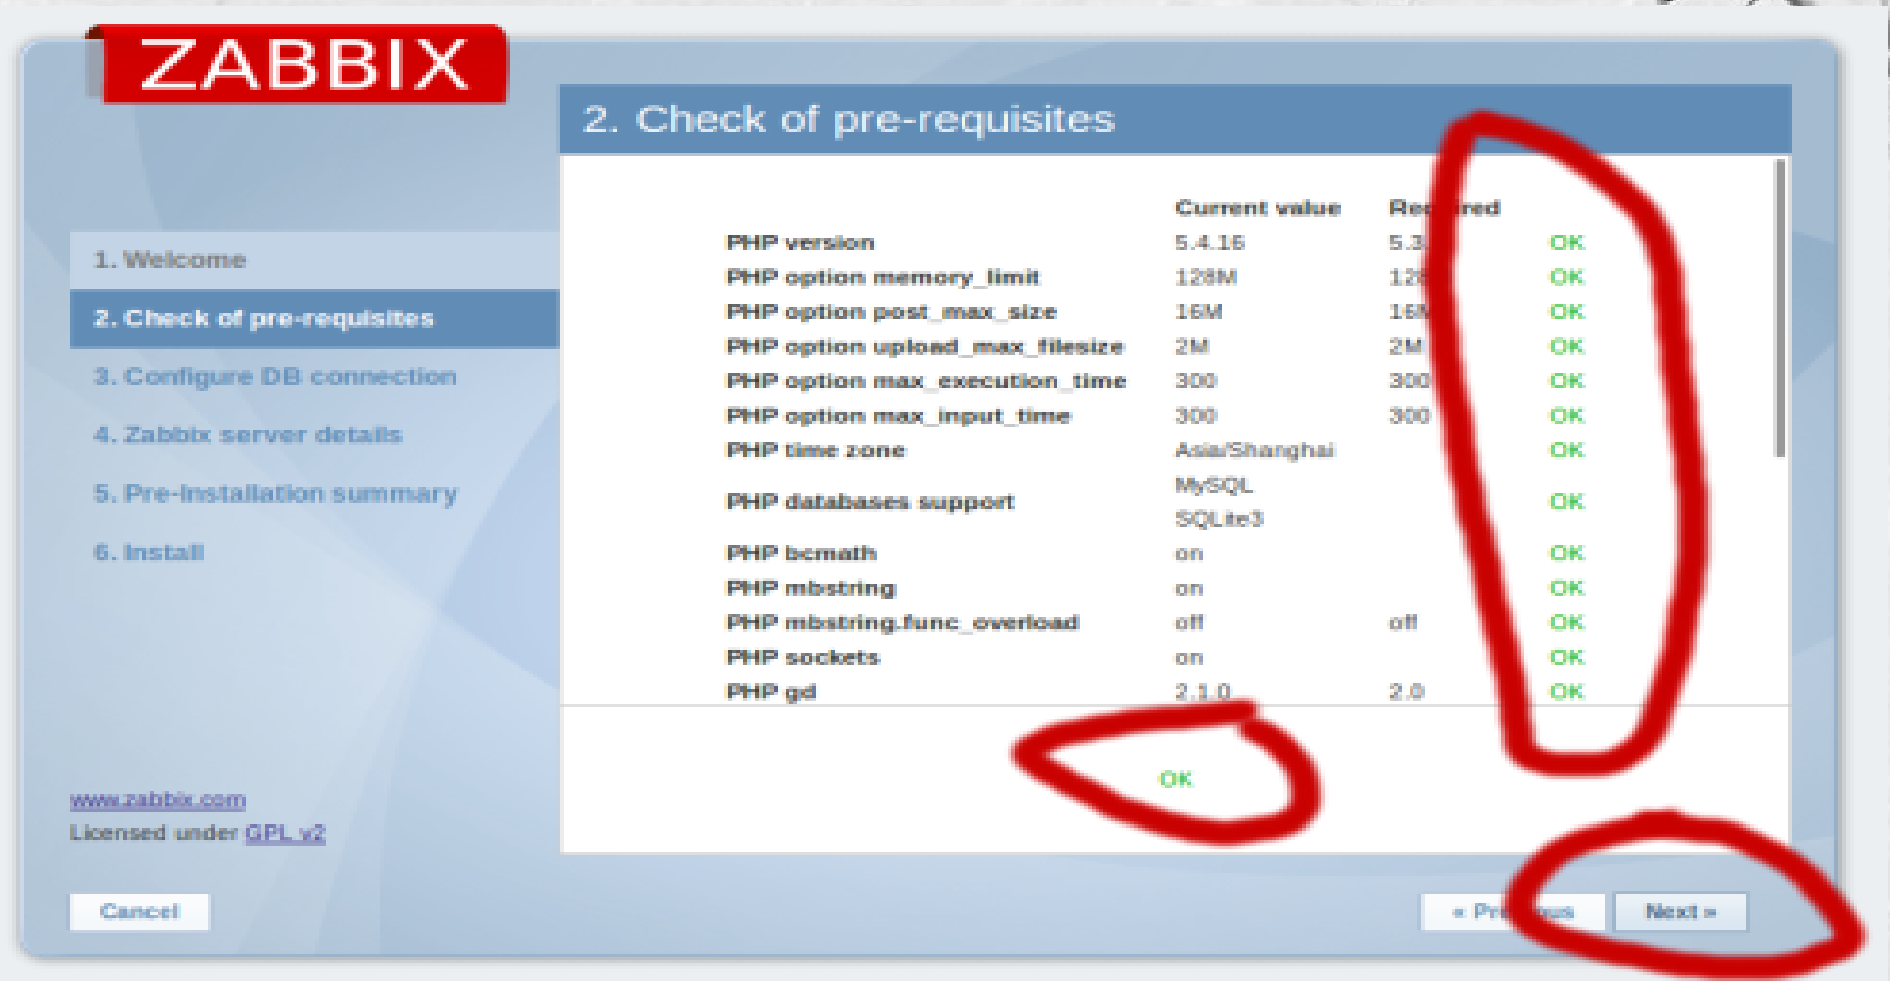 ZABBIX
2. Check of pre-requisites
1. Welcome
2. Check of pre-requisites
3. Configure DB connection
4. Zabbix server details
5. Pre-Installation summary
6. Install
Current value
PHP version 5.4.16 OK
PHP option memory_limit 128M OK
PHP option post_max_size 16M 16M OK
PHP option upload_max_filesize 2M 2M OK
PHP option max_execution_time 300 300 OK
PHP option max_input_time 300 300 OK
PHP time zone Asia/Shanghai OK
PHP databases support MySQL OK
SQLite3
PHP bcmath on OK
PHP mbstring on OK
PHP mbstring.func_overload off off OK
PHP sockets on OK
PHP gd 2.1.0 2.0 OK
OK
www.zabbix.com
Licensed under GPL v2
Cancel
Next »